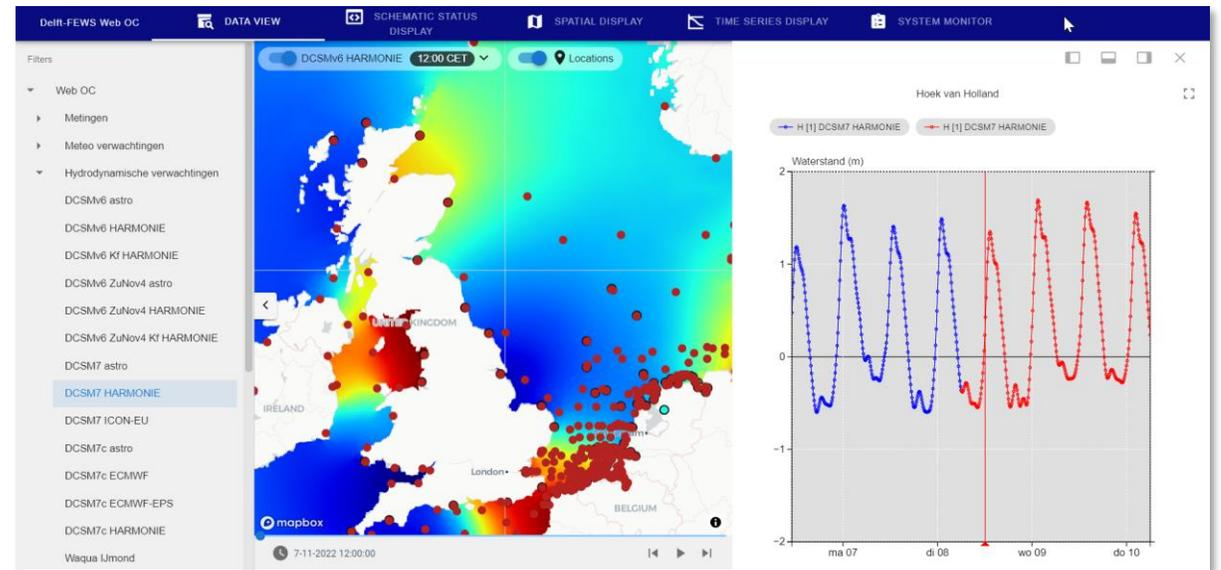 Delft-FEWS Web OC
DATA VIEW
SCHEMATIC STATUS
DISPLAY
SPATIAL DISPLAY
TIME SERIES DISPLAY
SYSTEM MONITOR
Filters
Web OC
Metingen
Meteo verwachtingen
Hydrodynamische verwachtingen
DCSMv6 astro
DCSMv6 HARMONIE
DCSMv6 Kf HARMONIE
DCSMv6 ZuNov4 astro
DCSMv6 ZuNov4 HARMONIE
DCSMv6 ZuNov4 Kf HARMONIE
DCSM7 astro
DCSM7 HARMONIE
DCSM7 ICON-EU
DCSM7c astro
DCSM7c ECMWF
DCSM7c ECMWF-EPS
DCSM7c HARMONIE
Waqua IJmond
DCSMv6 HARMONIE 12:00 CET
Locations
KINGDOM
IRELAND
London
BELGIUM
mapbox
7-11-2022 12:00:00
Hoek van Holland
H [1] DCSM7 HARMONIE
H [1] DCSM7 HARMONIE
Waterstand (m)
2
1
0
−1
−2
ma 07
di 08
wo 09
do 10